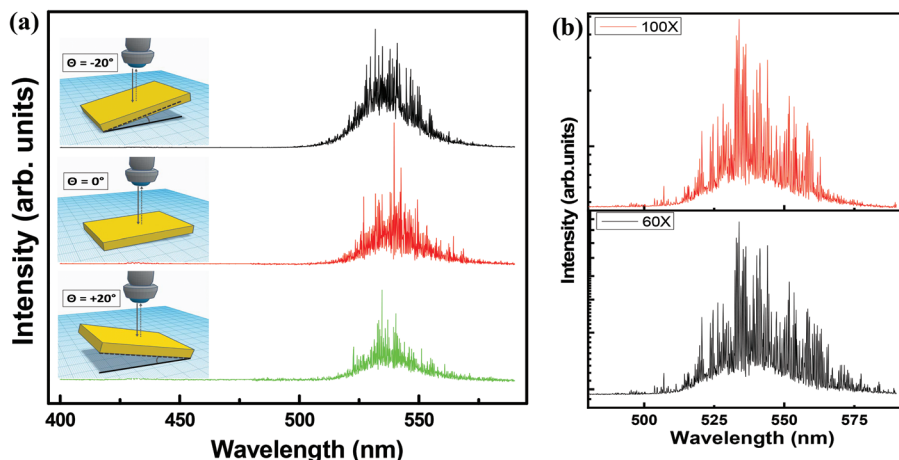 (a)
Θ = -20°
Θ = 0°
Θ = +20°
Intensity (arb. units)
400 450 500 550
Wavelength (nm)
(b)
100X
60X
Intensity (arb.units)
500 525 550 575
Wavelength (nm)